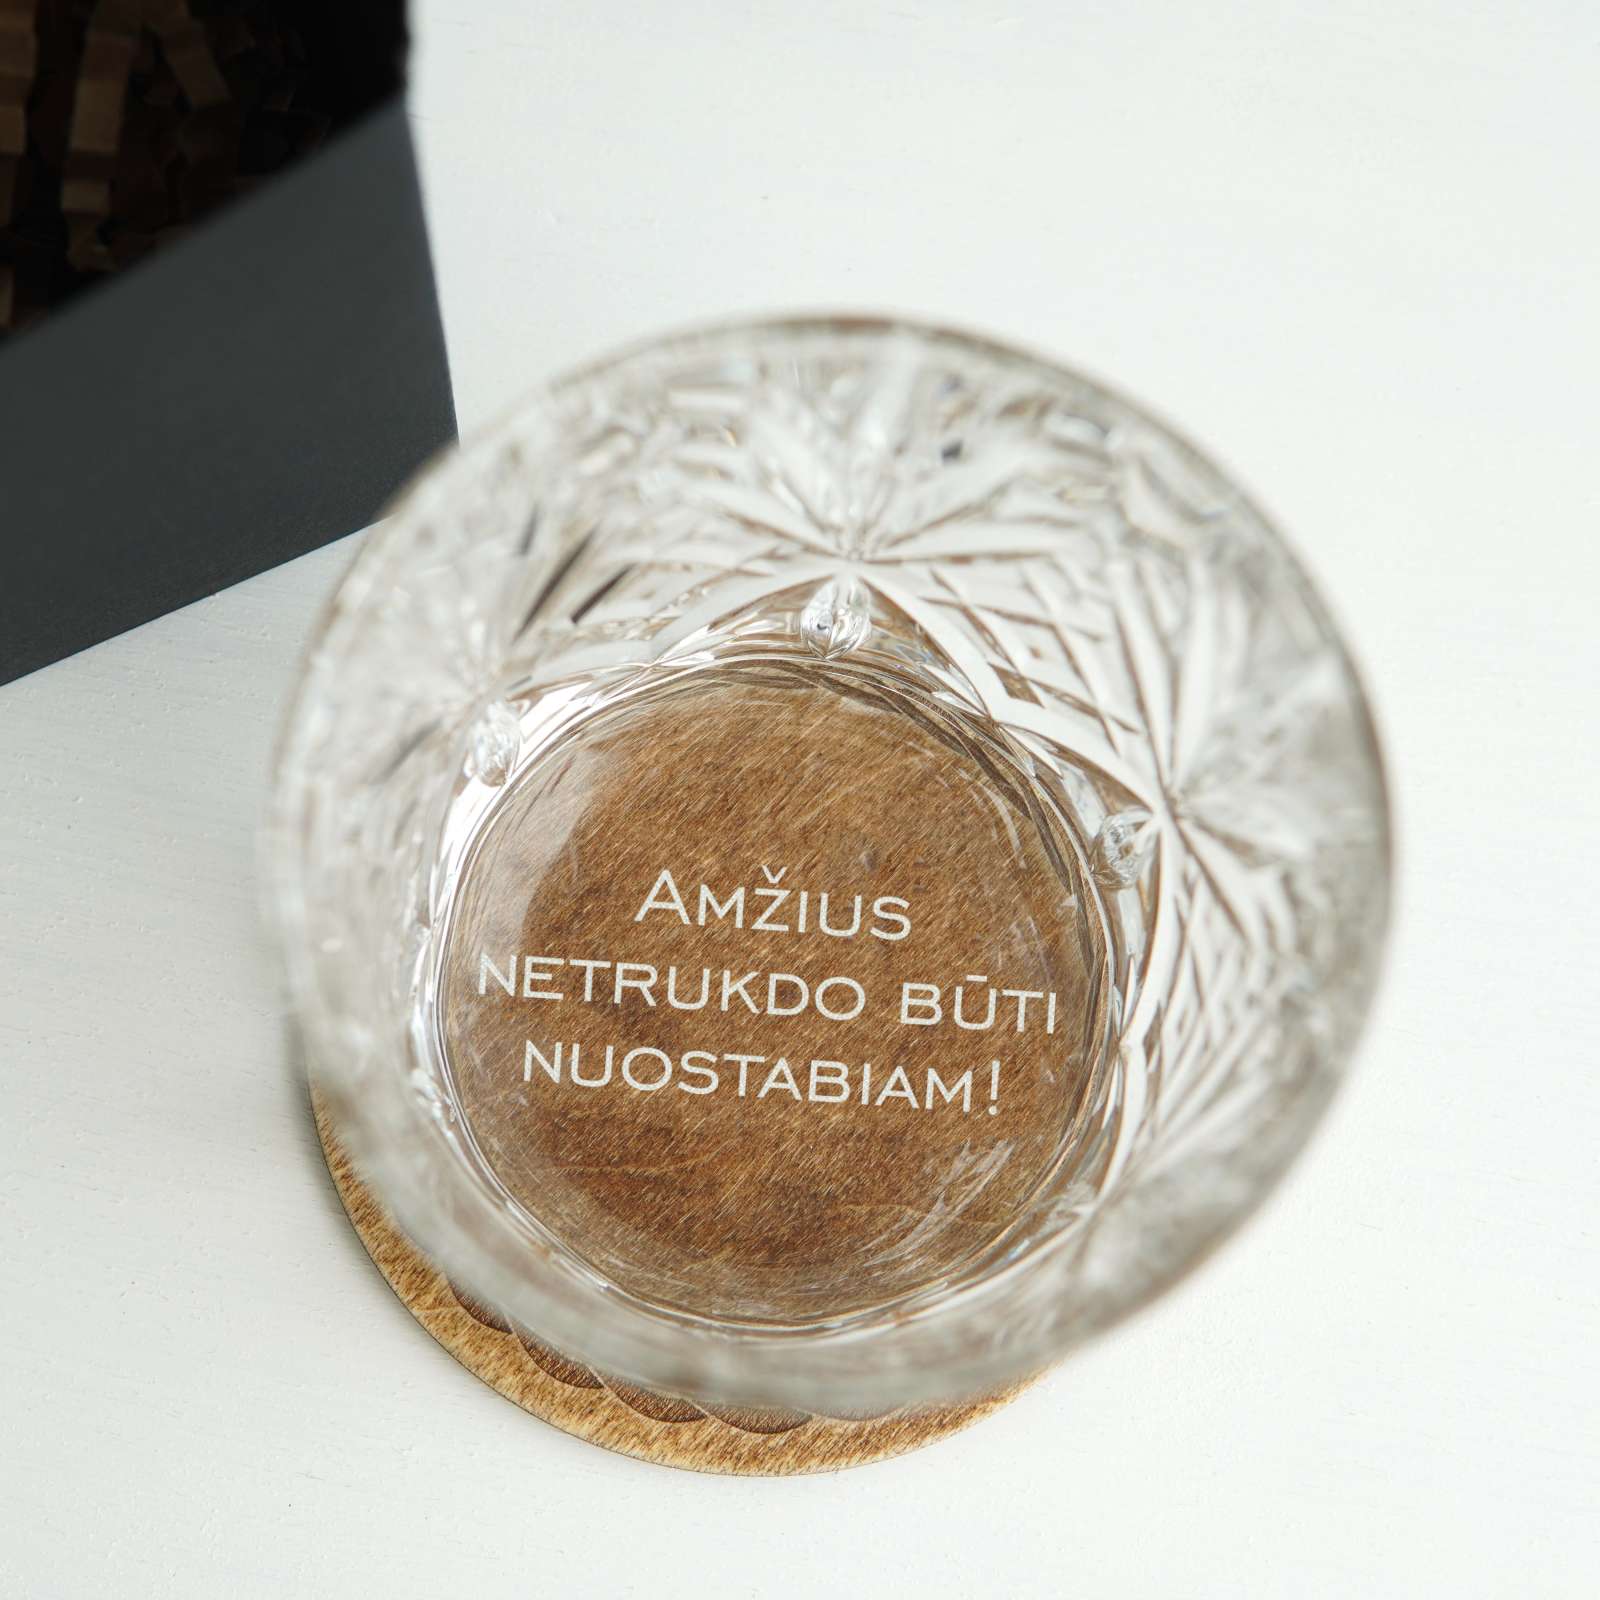 Amžius
netrukdo būti
nuostabiam!